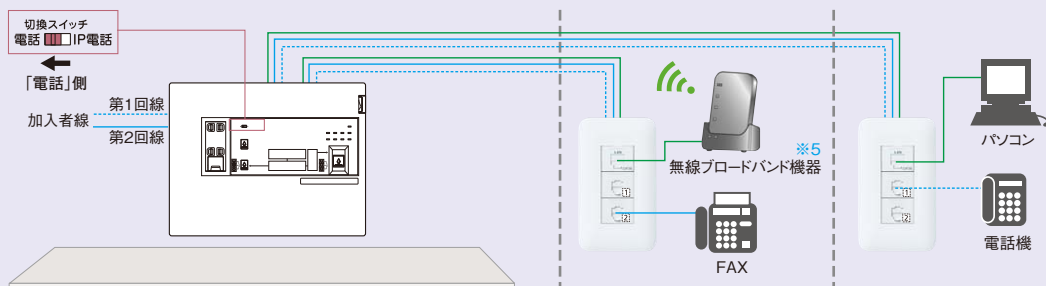 切換スイッチ
電話 IP電話
「電話」側
第1回線
加入者線
第2回線
※5
無線ブロードバンド機器
1
2
FAX
1
2
パソコン
電話機